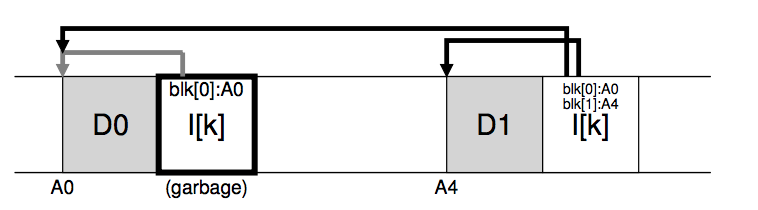 blk[0]:A0
D0
I[k]
blk[0]:A0
blk[1]:A4
D1
I[k]
A0
(garbage)
A4